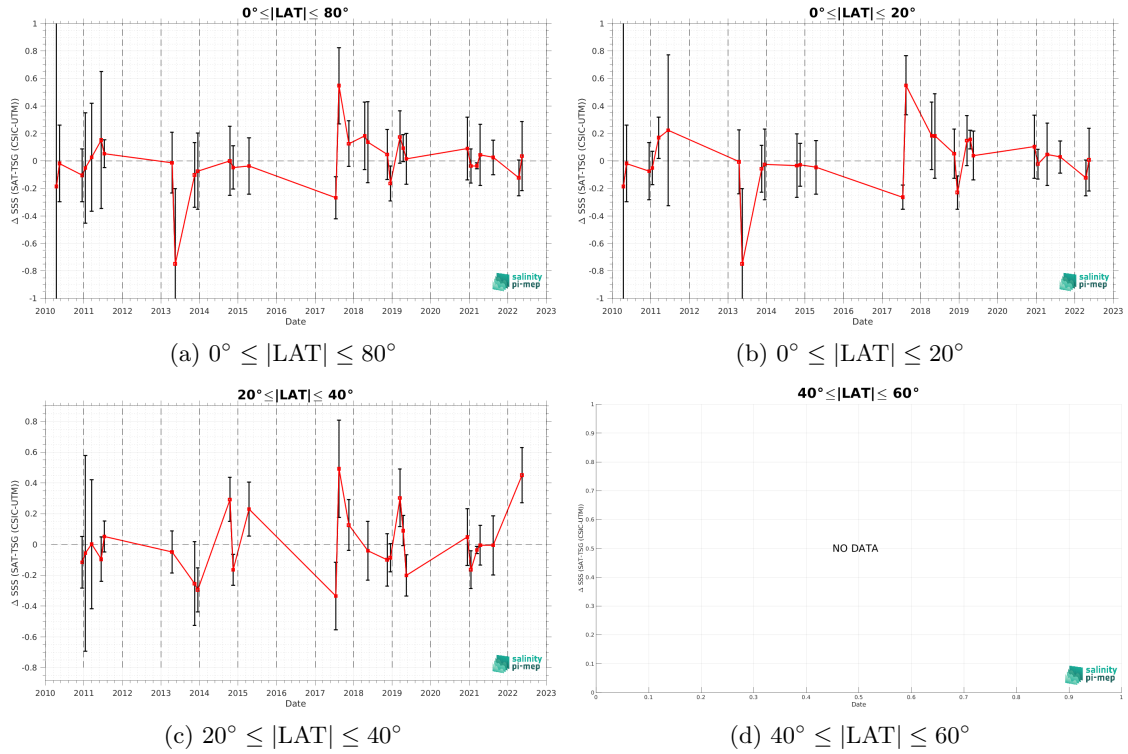 0°≤|LAT|≤ 80°
Δ SSS (SAT-TSG (CSIC-UTM))
1
0.8
0.6
0.4
0.2
0
-0.2
-0.4
-0.6
-0.8
-1
2010 2011 2012 2013 2014 2015 2016 2017 2018 2019 2020 2021 2022 2023
Date
salinity
pi-mep
(a) 0° ≤ |LAT| ≤ 80°
0°≤|LAT|≤ 20°
Δ SSS (SAT-TSG (CSIC-UTM))
1
0.8
0.6
0.4
0.2
0
-0.2
-0.4
-0.6
-0.8
-1
2010 2011 2012 2013 2014 2015 2016 2017 2018 2019 2020 2021 2022 2023
Date
salinity
pi-mep
(b) 0° ≤ |LAT| ≤ 20°
20°≤|LAT|≤ 40°
Δ SSS (SAT-TSG (CSIC-UTM))
0.8
0.6
0.4
0.2
0
-0.2
-0.4
-0.6
-0.8
2010 2011 2012 2013 2014 2015 2016 2017 2018 2019 2020 2021 2022 2023
Date
salinity
pi-mep
(c) 20° ≤ |LAT| ≤ 40°
40°≤|LAT|≤ 60°
Δ SSS (SAT-TSG (CSIC-UTM))
1
0.9
0.8
0.7
0.6
0.5
0.4
0.3
0.2
0.1
0
NO DATA
0 0.1 0.2 0.3 0.4 0.5 0.6 0.7 0.8 0.9 1
Date
salinity
pi-mep
(d) 40° ≤ |LAT| ≤ 60°